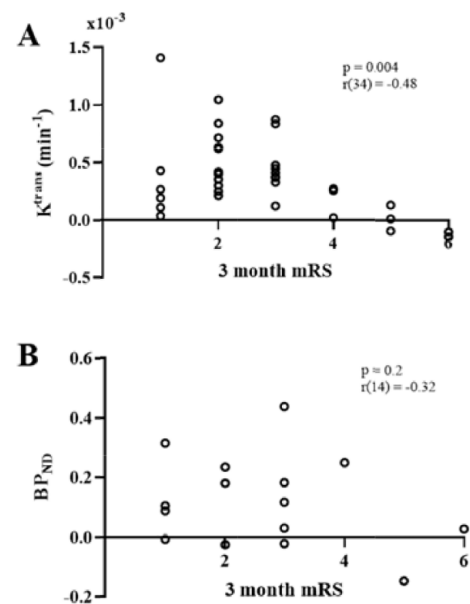 A
x10⁻³
1.5
1.0
0.5
0.0
-0.5
K^trans (min⁻¹)
p = 0.004
r(34) = -0.48
2
4
6
3 month mRS
B
0.6
0.4
0.2
0.0
-0.2
BP_ND
p = 0.2
r(14) = -0.32
2
4
6
3 month mRS